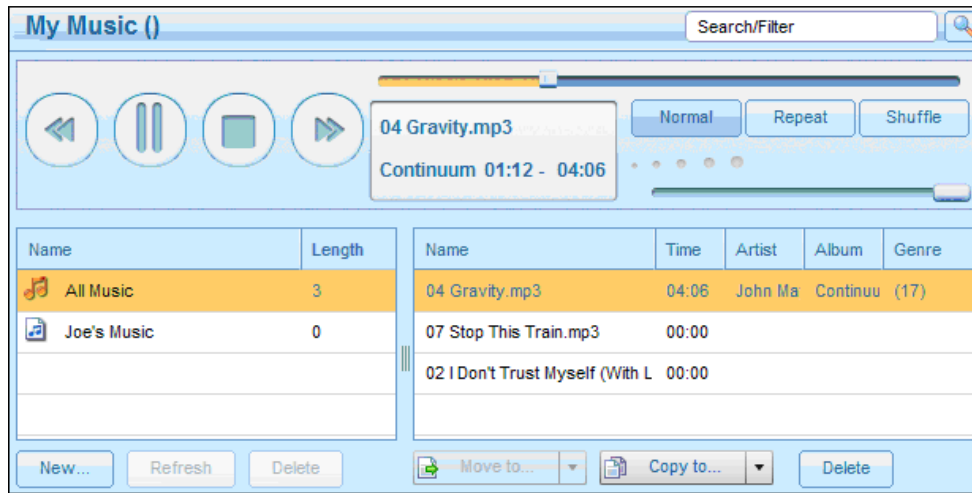 My Music ()
Search/Filter
04 Gravity.mp3
Continuum 01:12 - 04:06
Normal Repeat Shuffle
Name Length
All Music 3
Joe's Music 0
Name Time Artist Album Genre
04 Gravity.mp3 04:06 John Ma Continuu (17)
07 Stop This Train.mp3 00:00
02 I Don't Trust Myself (With L 00:00
New... Refresh Delete
Move to... Copy to... Delete